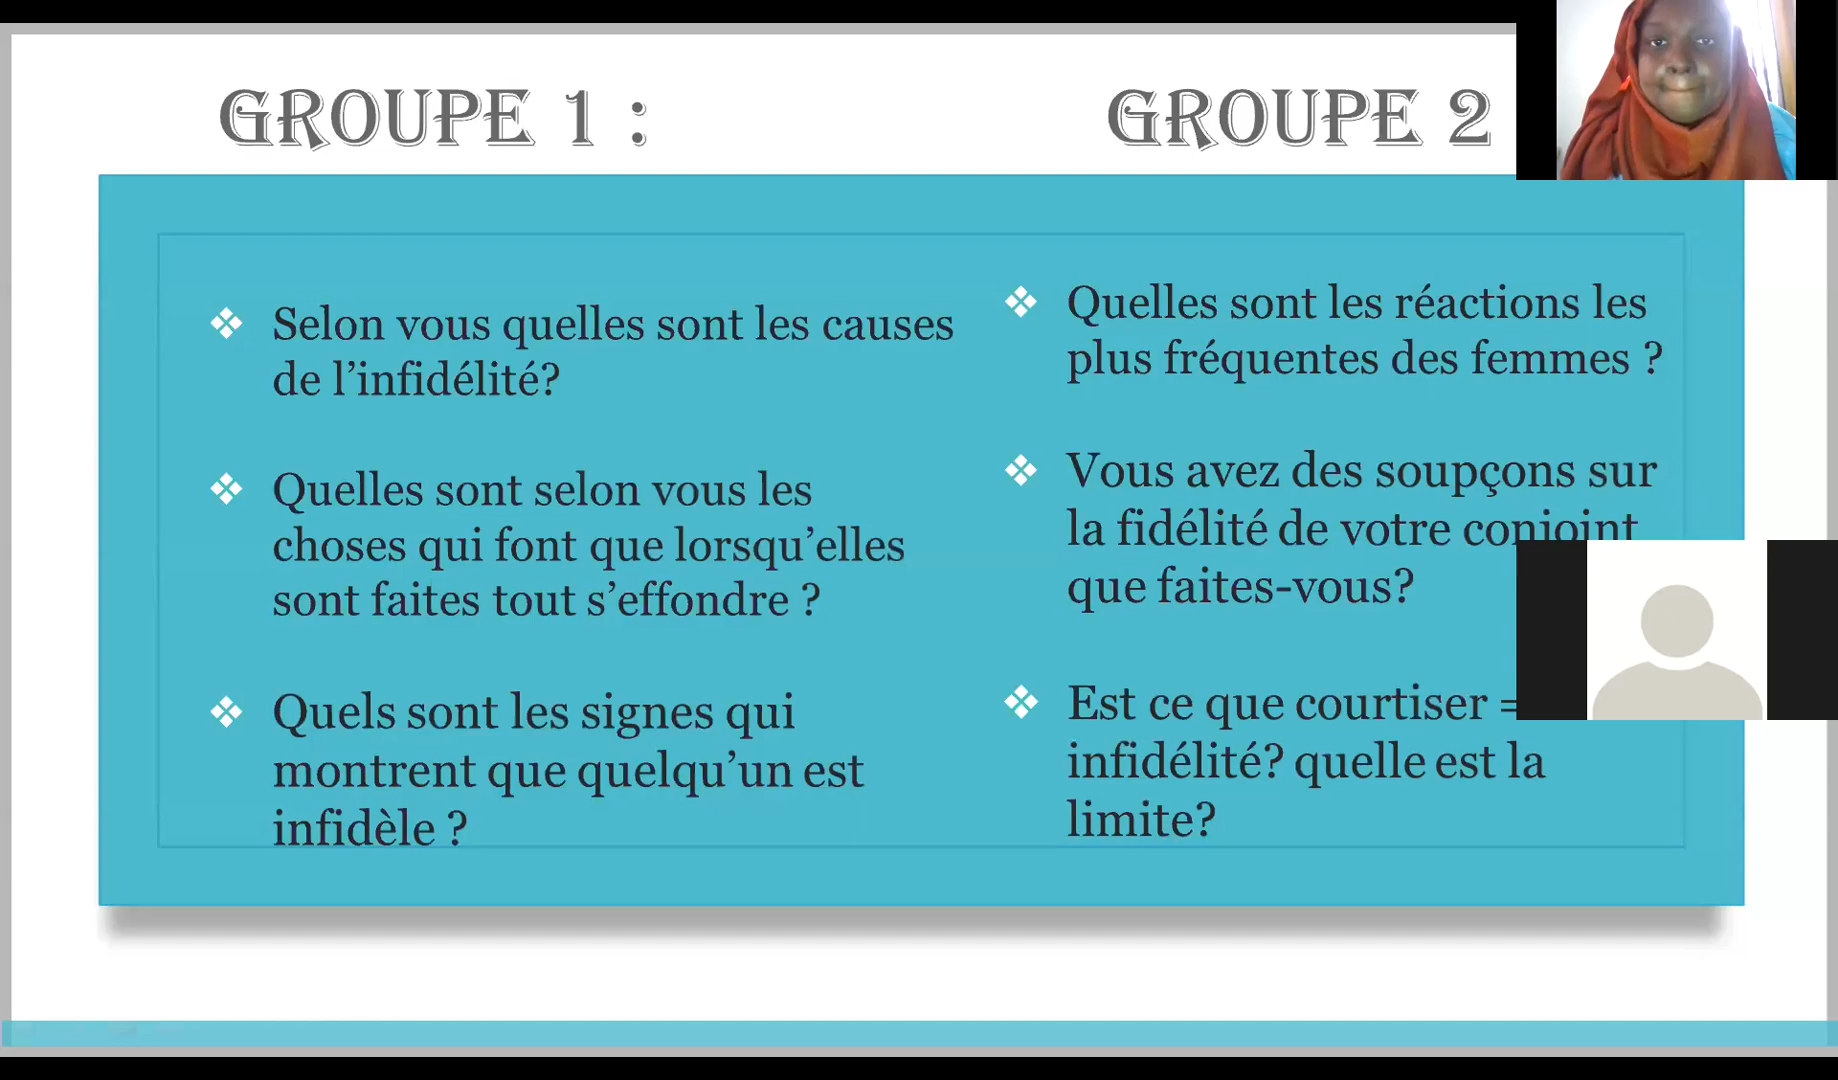 GROUPE 1 :
Selon vous quelles sont les causes
de l’infidélité?
Quelles sont selon vous les
choses qui font que lorsqu’elles
sont faites tout s’effondre ?
Quels sont les signes qui
montrent que quelqu’un est
infidèle ?
GROUPE 2
Quelles sont les réactions les
plus fréquentes des femmes ?
Vous avez des soupçons sur
la fidélité de votre conjoint
que faites-vous?
Est ce que courtiser =
infidélité? quelle est la
limite?